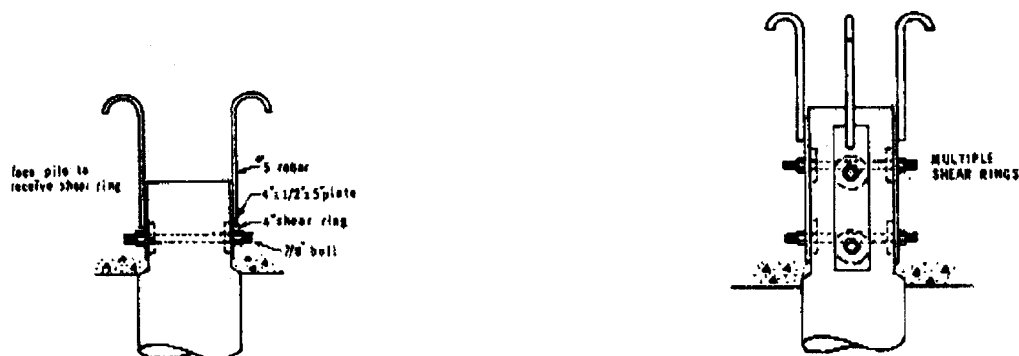 face pile to
receive shear ring
#5 rebar
4"x1/2"x5"plate
4"shear ring
7/8" bolt
MULTIPLE
SHEAR RINGS